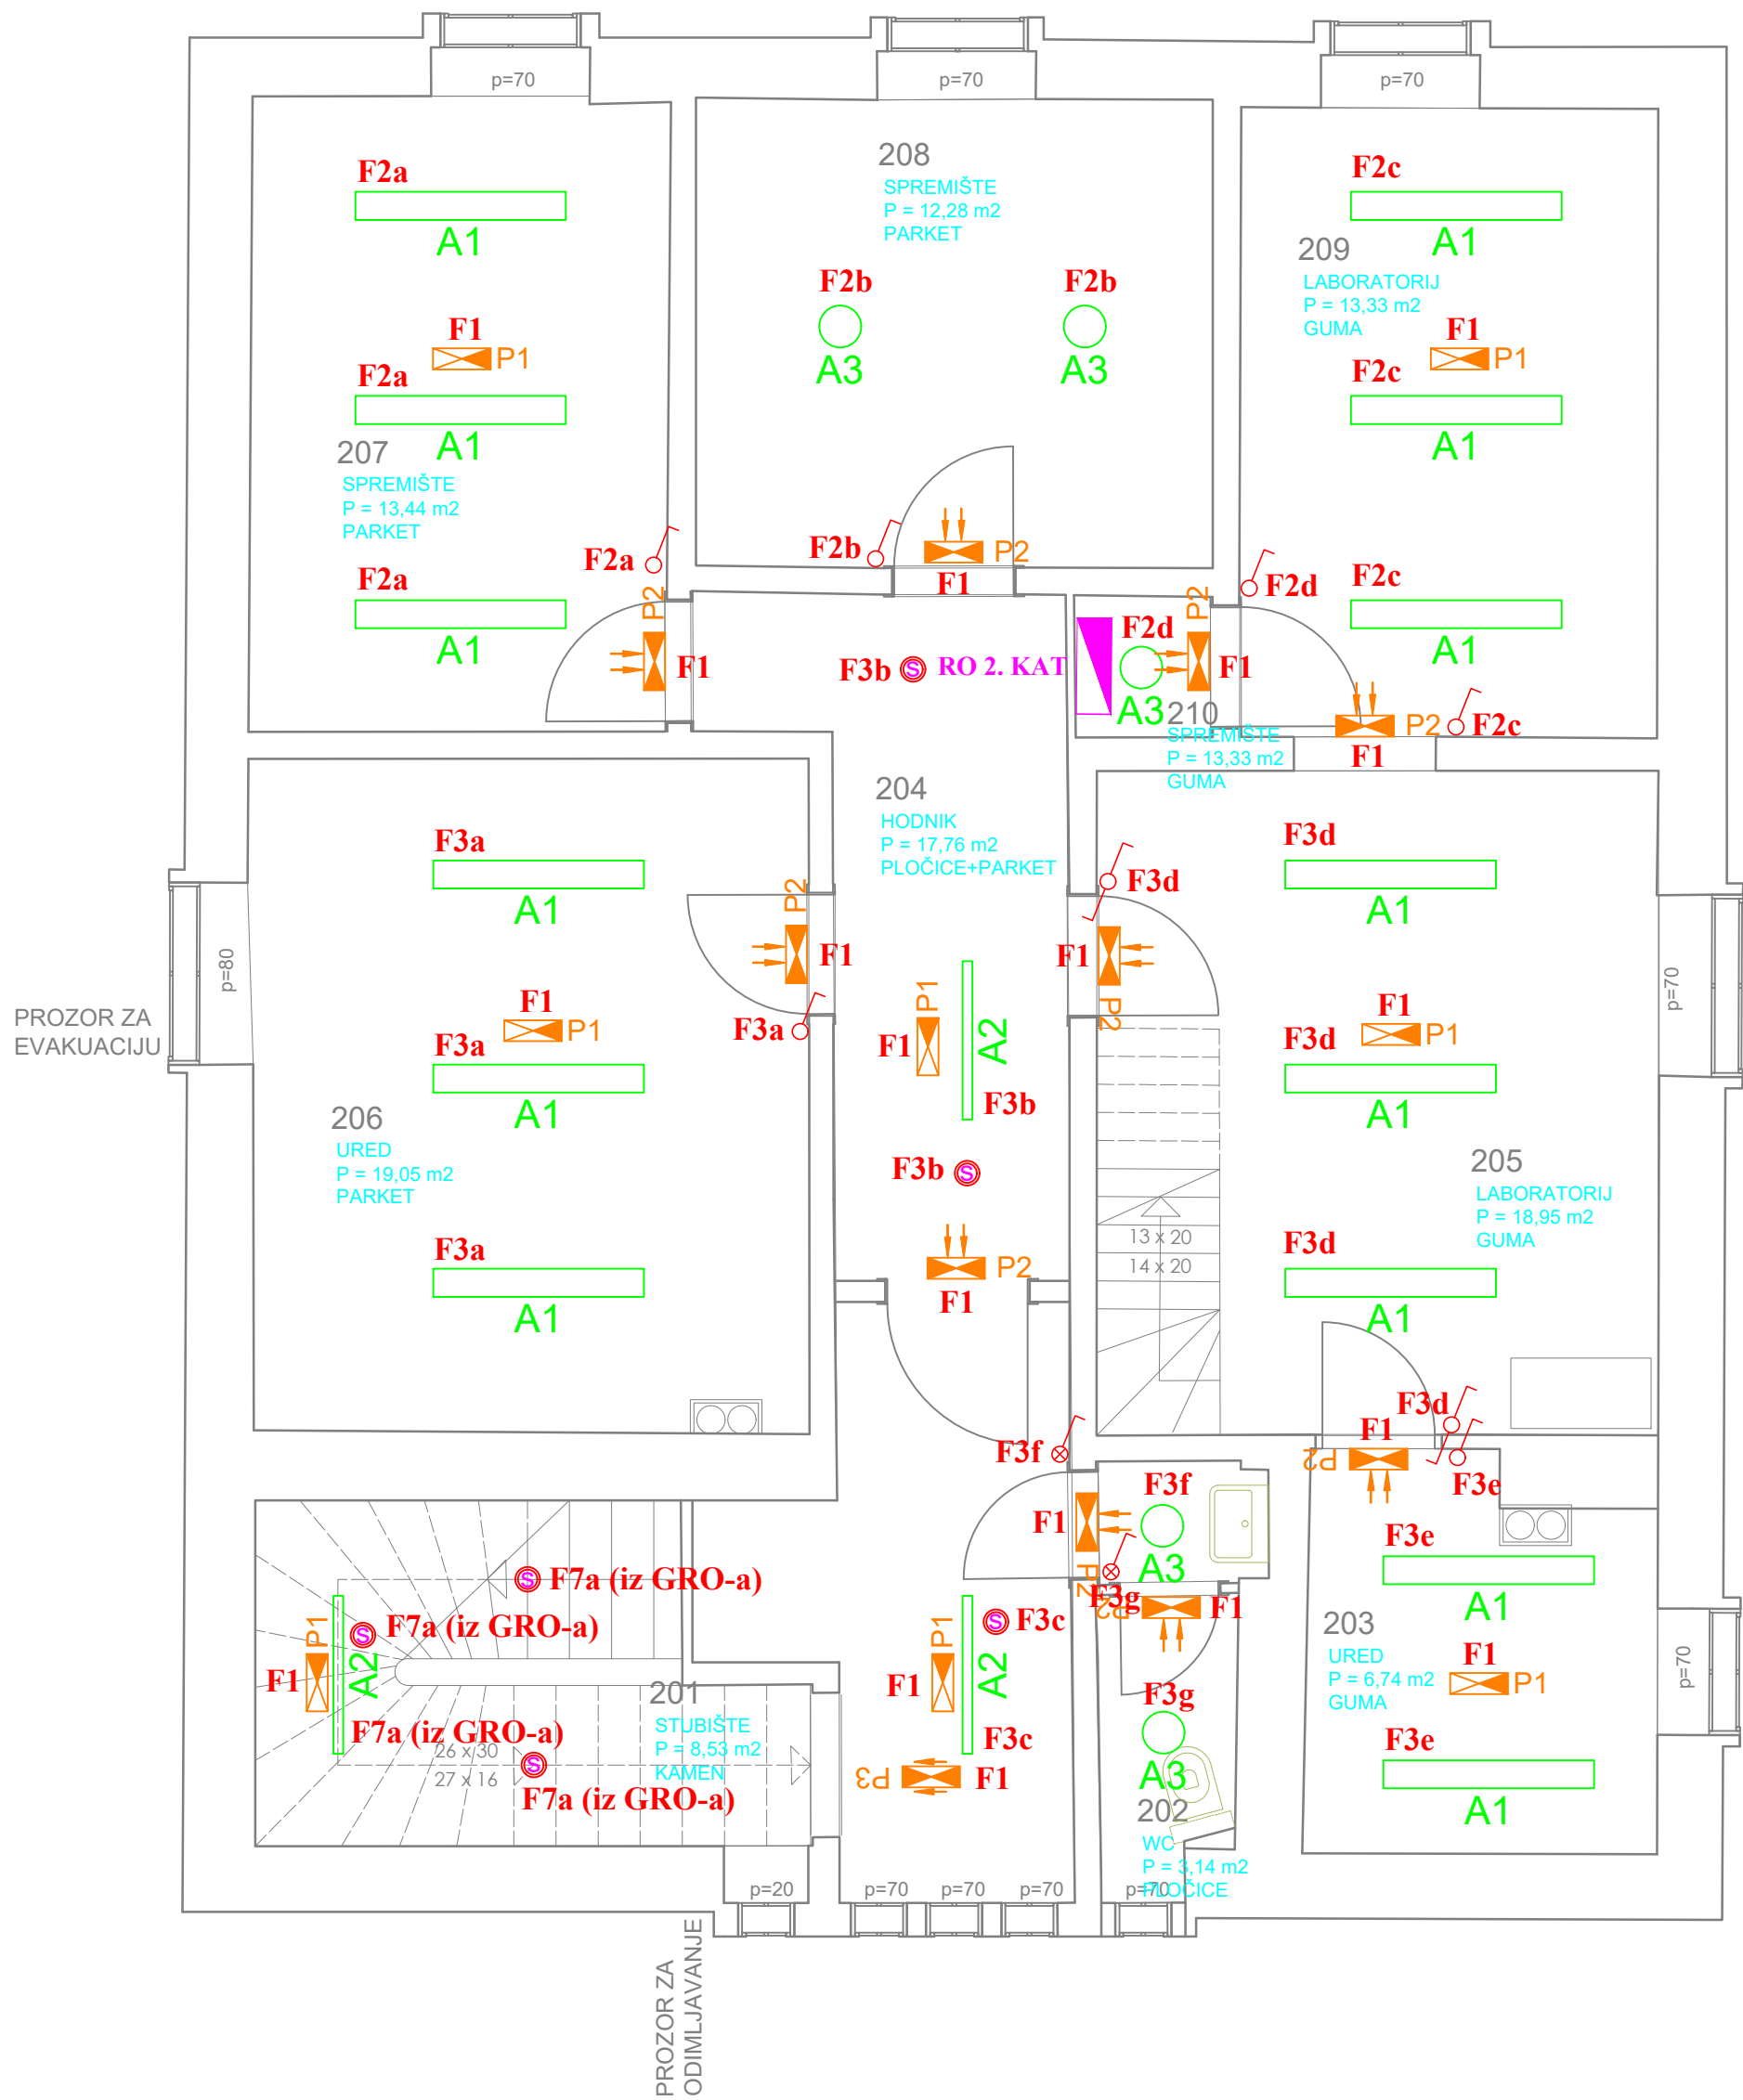 p=70
p=70
p=70
208
SPREMIŠTE
P = 12,28 m2
PARKET
F2a
A1
F2c
A1
209
LABORATORIJ
P = 13,33 m2
GUMA
F2b
A3
F2b
A3
F1
P1
F1
P1
F2a
A1
F2c
A1
207
SPREMIŠTE
P = 13,44 m2
PARKET
F2a
F2b
P2
F1
F2a
A1
P2
F1
F2d
F2c
A1
P2
F1
F2d
A3
F3b
S
RO 2. KAT
210
SPREMIŠTE
P = 13,33 m2
GUMA
P2
F1
F2c
204
HODNIK
P = 17,76 m2
PLOČICE+PARKET
F3a
A1
P2
F1
F3a
F3d
F1
P2
F3d
A1
p=80
p=70
PROZOR ZA
EVAKUACIJU
F1
P1
F3a
A1
F1
P1
A2
F3b
F1
P1
F3d
A1
206
URED
P = 19,05 m2
PARKET
F3b
S
205
LABORATORIJ
P = 18,95 m2
GUMA
13 x 20
14 x 20
F3a
A1
P2
F1
F3d
A1
F3d
F1
P2
F3e
F3f
F3f
A3
F1
P2
F3g
P2
F1
F3e
A1
S
F7a (iz GRO-a)
S
F7a (iz GRO-a)
P1
F1
A2
F7a (iz GRO-a)
S
F3c
P1
F1
A2
F3c
203
URED
P = 6,74 m2
GUMA
F1
P1
p=70
201
STUBIŠTE
P = 8,53 m2
KAMEN
26 x 30
27 x 16
S
F7a (iz GRO-a)
P3
F1
F3g
A3
F3e
A1
202
WC
P = 3,14 m2
PLOČICE
p=20
p=70
p=70
p=70
p=70
PROZOR ZA
ODIMLJAVANJE